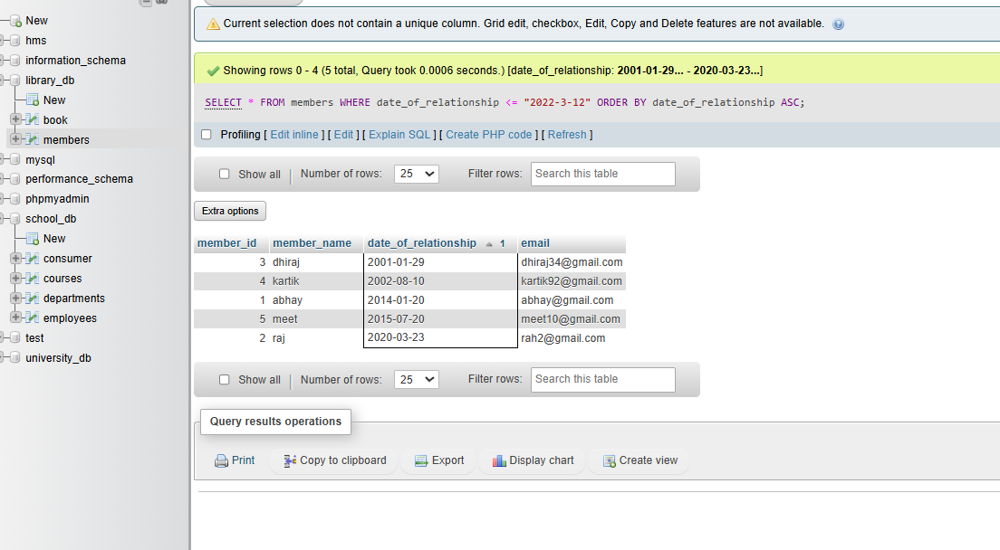 New
hms
information_schema
library_db
New
book
members
mysql
performance_schema
phpmyadmin
school_db
New
consumer
courses
departments
employees
test
university_db
Current selection does not contain a unique column. Grid edit, checkbox, Edit, Copy and Delete features are not available.
Showing rows 0 - 4 (5 total, Query took 0.0006 seconds.) [date_of_relationship: 2001-01-29... - 2020-03-23...]
SELECT * FROM members WHERE date_of_relationship <= "2022-3-12" ORDER BY date_of_relationship ASC;
Profiling [ Edit inline ] [ Edit ] [ Explain SQL ] [ Create PHP code ] [ Refresh ]
Show all | Number of rows: 25 Filter rows: Search this table
Extra options
member_id member_name date_of_relationship 1 email
3 dhiraj 2001-01-29 dhiraj34@gmail.com
4 kartik 2002-08-10 kartik92@gmail.com
1 abhay 2014-01-20 abhay@gmail.com
5 meet 2015-07-20 meet10@gmail.com
2 raj 2020-03-23 rah2@gmail.com
Show all | Number of rows: 25 Filter rows: Search this table
Query results operations
Print Copy to clipboard Export Display chart Create view